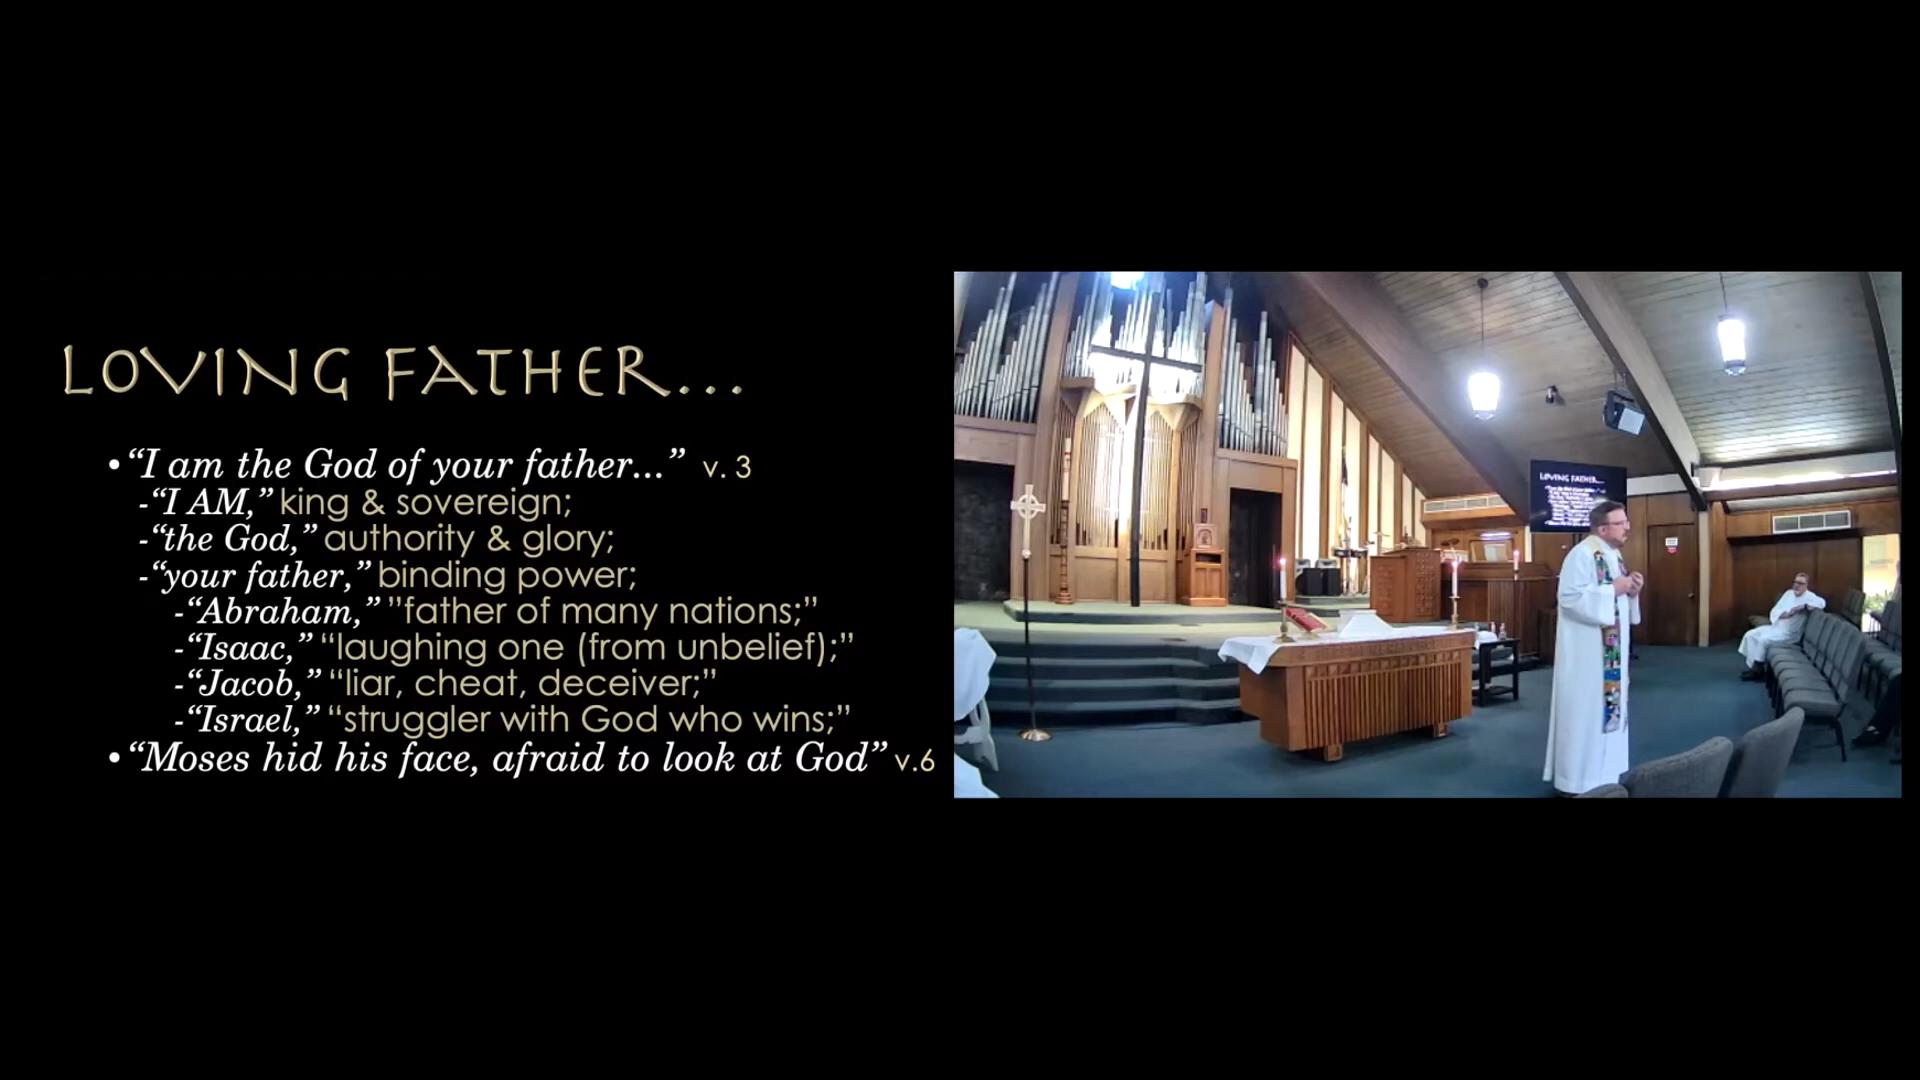 LOVING FATHER...
•“I am the God of your father...” v. 3
-“I AM,” king & sovereign;
-“the God,” authority & glory;
-“your father,” binding power;
-“Abraham,” ”father of many nations;”
-“Isaac,” “laughing one (from unbelief);”
-“Jacob,” “liar, cheat, deceiver;”
-“Israel,” “struggler with God who wins;”
•“Moses hid his face, afraid to look at God” v.6
LOVING FATHER...